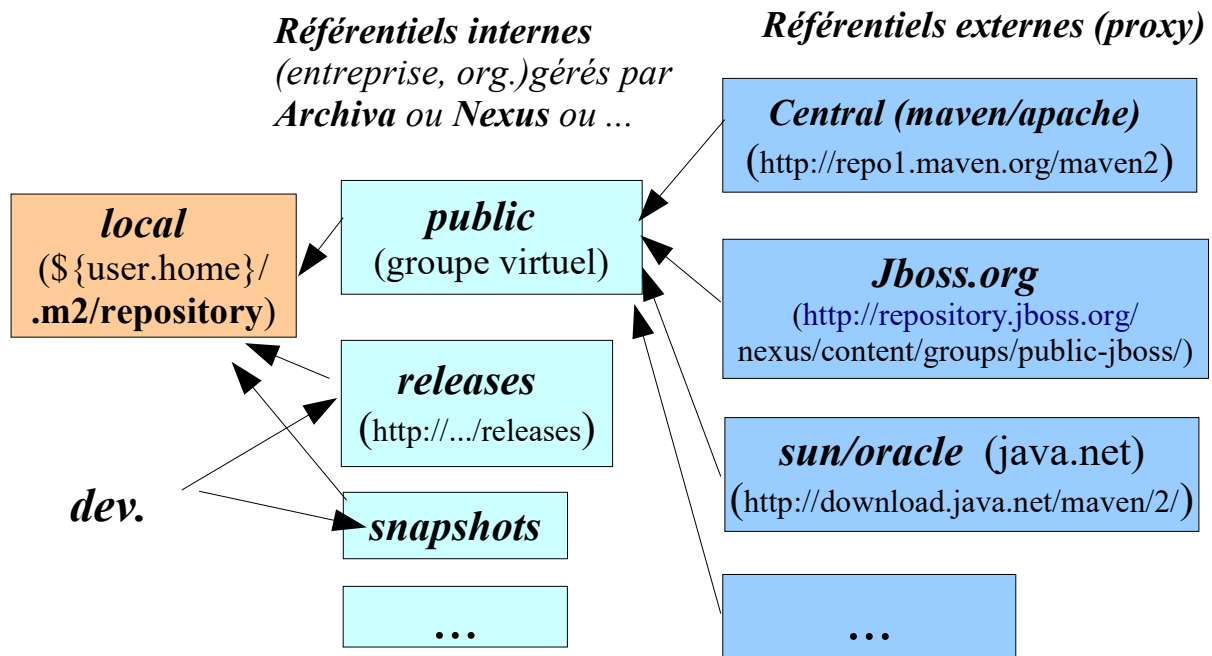 Référentiels internes
(entreprise, org.)gérés par
Archiva ou Nexus ou ...
Référentiels externes (proxy)
local
(${user.home}/
.m2/repository)
public
(groupe virtuel)
releases
(http://.../releases)
dev.
snapshots
...
Central (maven/apache)
(http://repo1.maven.org/maven2)
Jboss.org
(http://repository.jboss.org/
nexus/content/groups/public-jboss/)
sun/oracle (java.net)
(http://download.java.net/maven/2/)
...